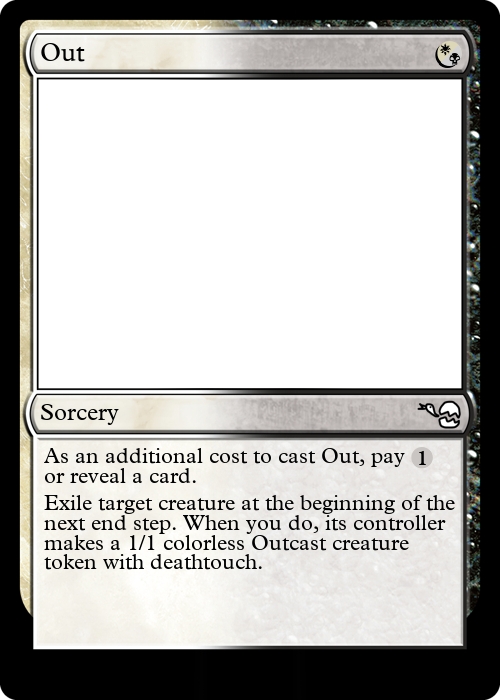 Out
Sorcery
As an additional cost to cast Out, pay 1
or reveal a card.
Exile target creature at the beginning of the
next end step. When you do, its controller
makes a 1/1 colorless Outcast creature
token with deathtouch.